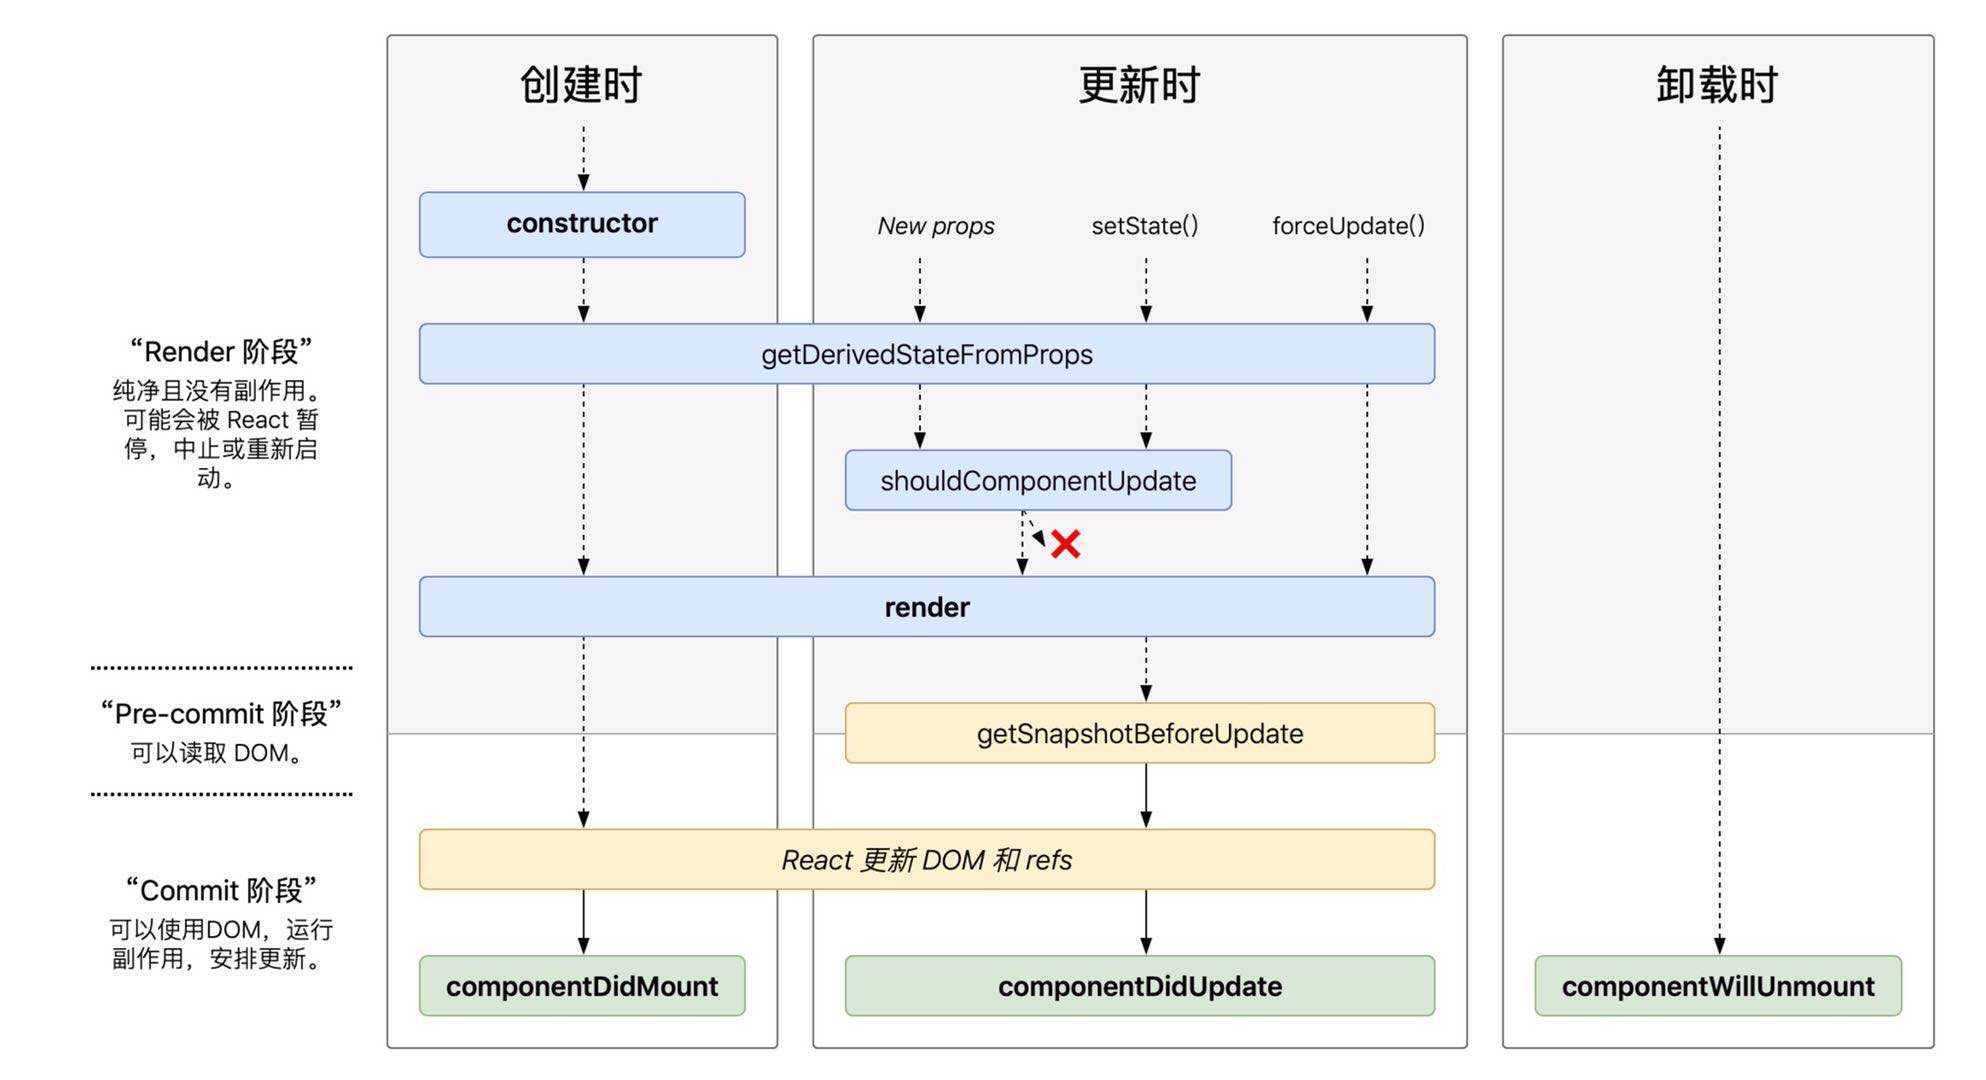 创建时
更新时
卸载时
constructor
New props
setState()
forceUpdate()
“Render 阶段”
纯净且没有副作用。
可能会被 React 暂
停，中止或重新启
动。
getDerivedStateFromProps
shouldComponentUpdate
render
“Pre-commit 阶段”
可以读取 DOM。
getSnapshotBeforeUpdate
React 更新 DOM 和 refs
“Commit 阶段”
可以使用DOM，运行
副作用，安排更新。
componentDidMount
componentDidUpdate
componentWillUnmount